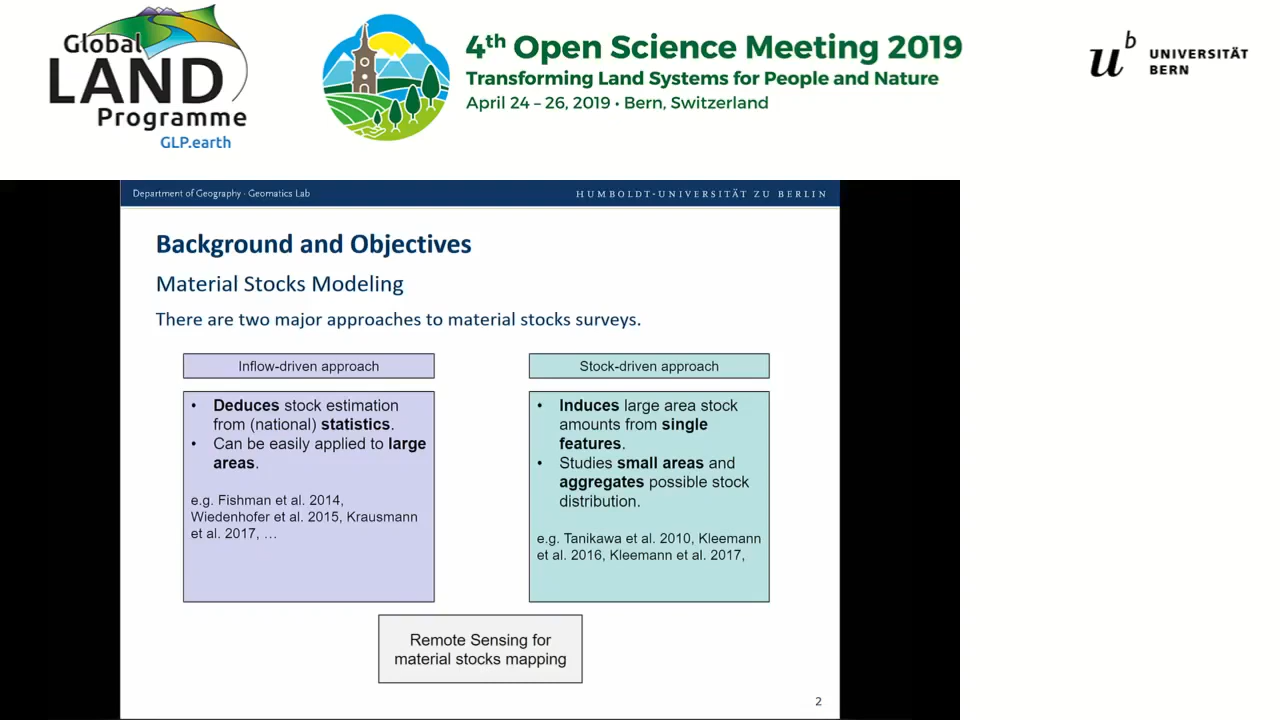 Global
LAND
Programme
GLP.earth
4th Open Science Meeting 2019
Transforming Land Systems for People and Nature
April 24 – 26, 2019 • Bern, Switzerland
u b
UNIVERSITÄT
BERN
Department of Geography · Geomatics Lab
HUMBOLDT-UNIVERSITÄT ZU BERLIN
Background and Objectives
Material Stocks Modeling
There are two major approaches to material stocks surveys.
Inflow-driven approach
• Deduces stock estimation
from (national) statistics.
• Can be easily applied to large
areas.
e.g. Fishman et al. 2014,
Wiedenhofer et al. 2015, Krausmann
et al. 2017, …
Stock-driven approach
• Induces large area stock
amounts from single
features.
• Studies small areas and
aggregates possible stock
distribution.
e.g. Tanikawa et al. 2010, Kleemann
et al. 2016, Kleemann et al. 2017,
Remote Sensing for
material stocks mapping
2